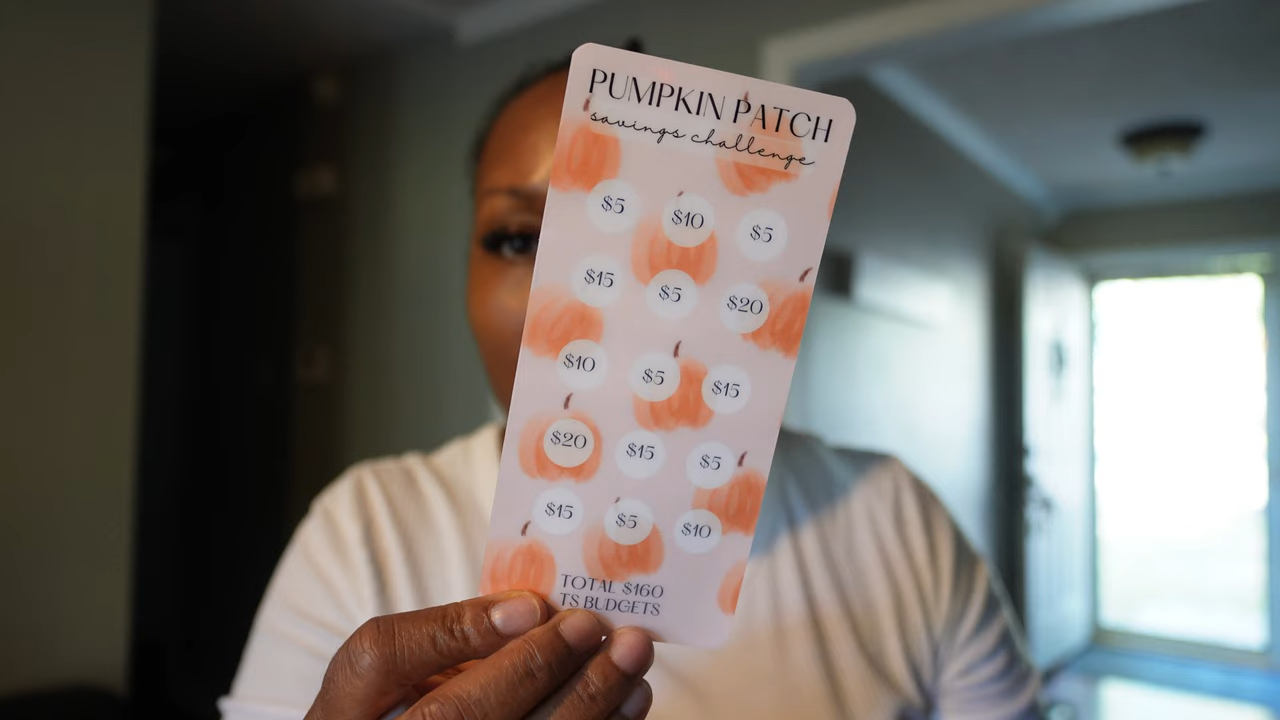 PUMPKIN PATCH
savings challenge
$5 $10 $5
$15 $5 $20
$10 $5 $15
$20 $15 $5
$15 $5 $10
TOTAL $160
TS BUDGETS